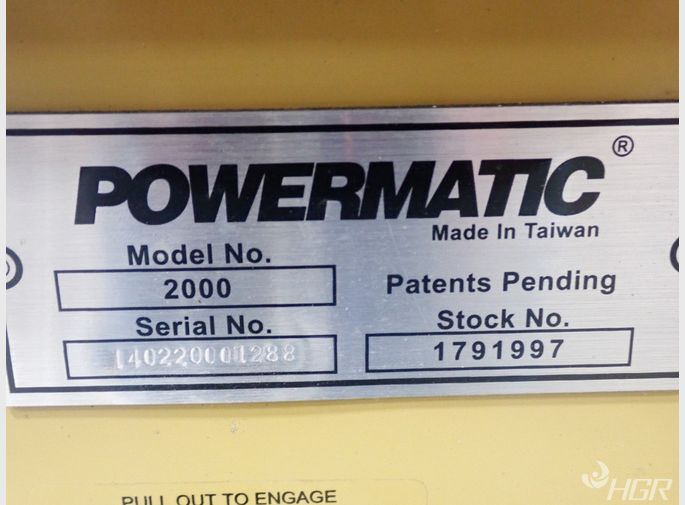 POWERMATIC ®
Made In Taiwan
Model No.
2000
Patents Pending
Serial No.
140220001288
Stock No.
1791997
PULL OUT TO ENGAGE
HGR